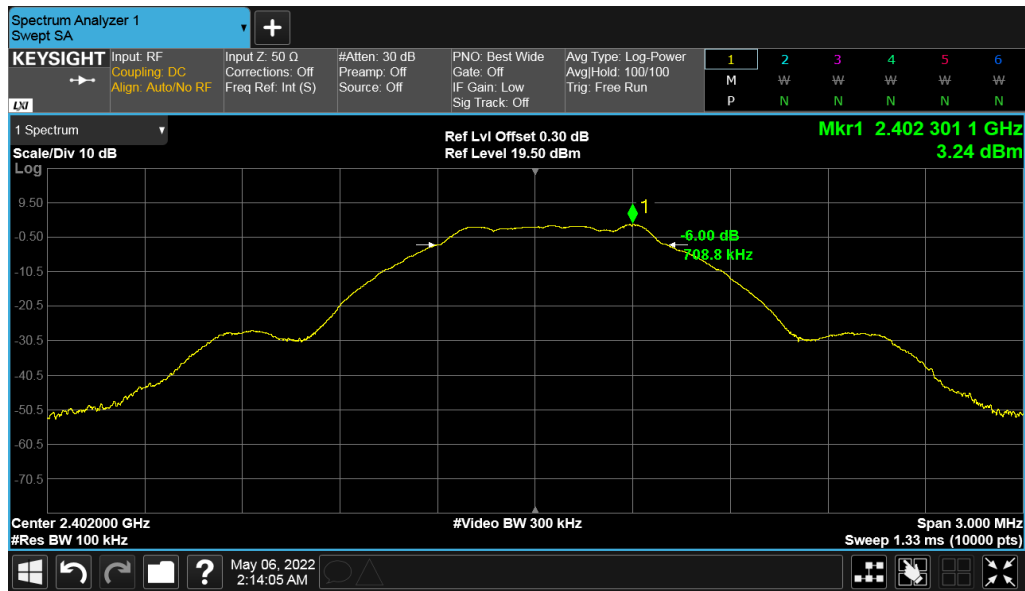 Spectrum Analyzer 1
Swept SA
+
KEYSIGHT
LXI
Input: RF
Coupling: DC
Align: Auto/No RF
Input Z: 50 Ω
Corrections: Off
Freq Ref: Int (S)
#Atten: 30 dB
Preamp: Off
Source: Off
PNO: Best Wide
Gate: Off
IF Gain: Low
Sig Track: Off
Avg Type: Log-Power
Avg|Hold: 100/100
Trig: Free Run
1 2 3 4 5 6
M W W W W W
P N N N N N
1 Spectrum
Scale/Div 10 dB
Log
Ref Lvl Offset 0.30 dB
Ref Level 19.50 dBm
Mkr1 2.402 301 1 GHz
3.24 dBm
9.50
-0.50
-10.5
-20.5
-30.5
-40.5
-50.5
-60.5
-70.5
1
-6.00 dB
708.8 kHz
Center 2.402000 GHz
#Res BW 100 kHz
#Video BW 300 kHz
Span 3.000 MHz
Sweep 1.33 ms (10000 pts)
?
May 06, 2022
2:14:05 AM